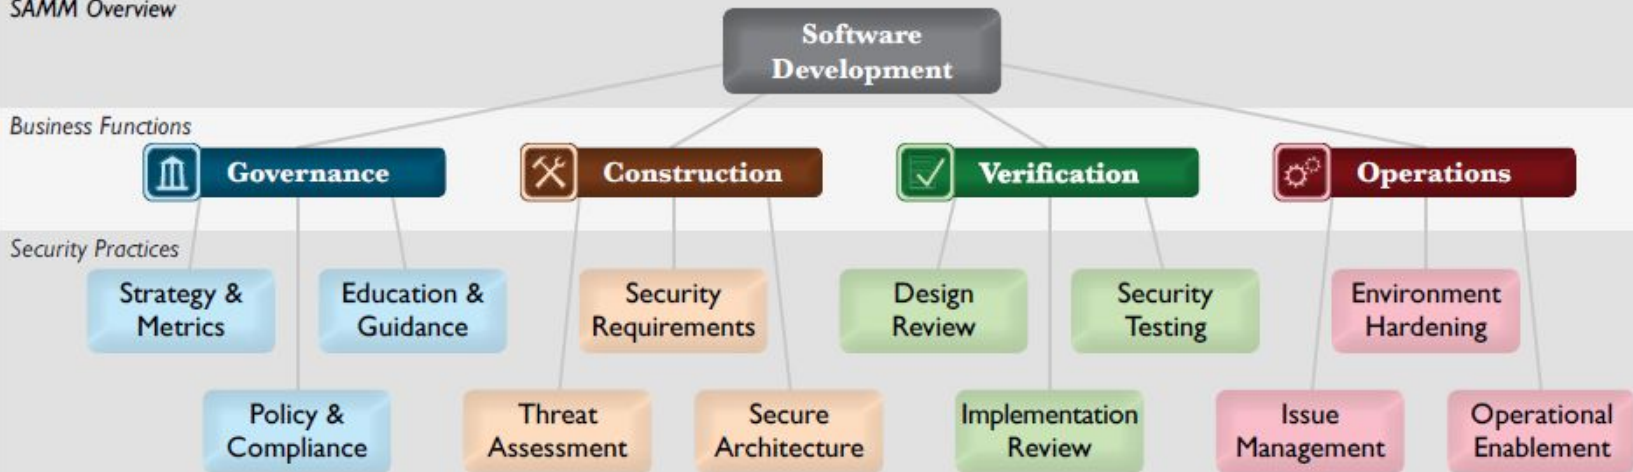 SAMM Overview
Software
Development
Business Functions
Governance
Construction
Verification
Operations
Security Practices
Strategy &
Metrics
Education &
Guidance
Security
Requirements
Design
Review
Security
Testing
Environment
Hardening
Policy &
Compliance
Threat
Assessment
Secure
Architecture
Implementation
Review
Issue
Management
Operational
Enablement